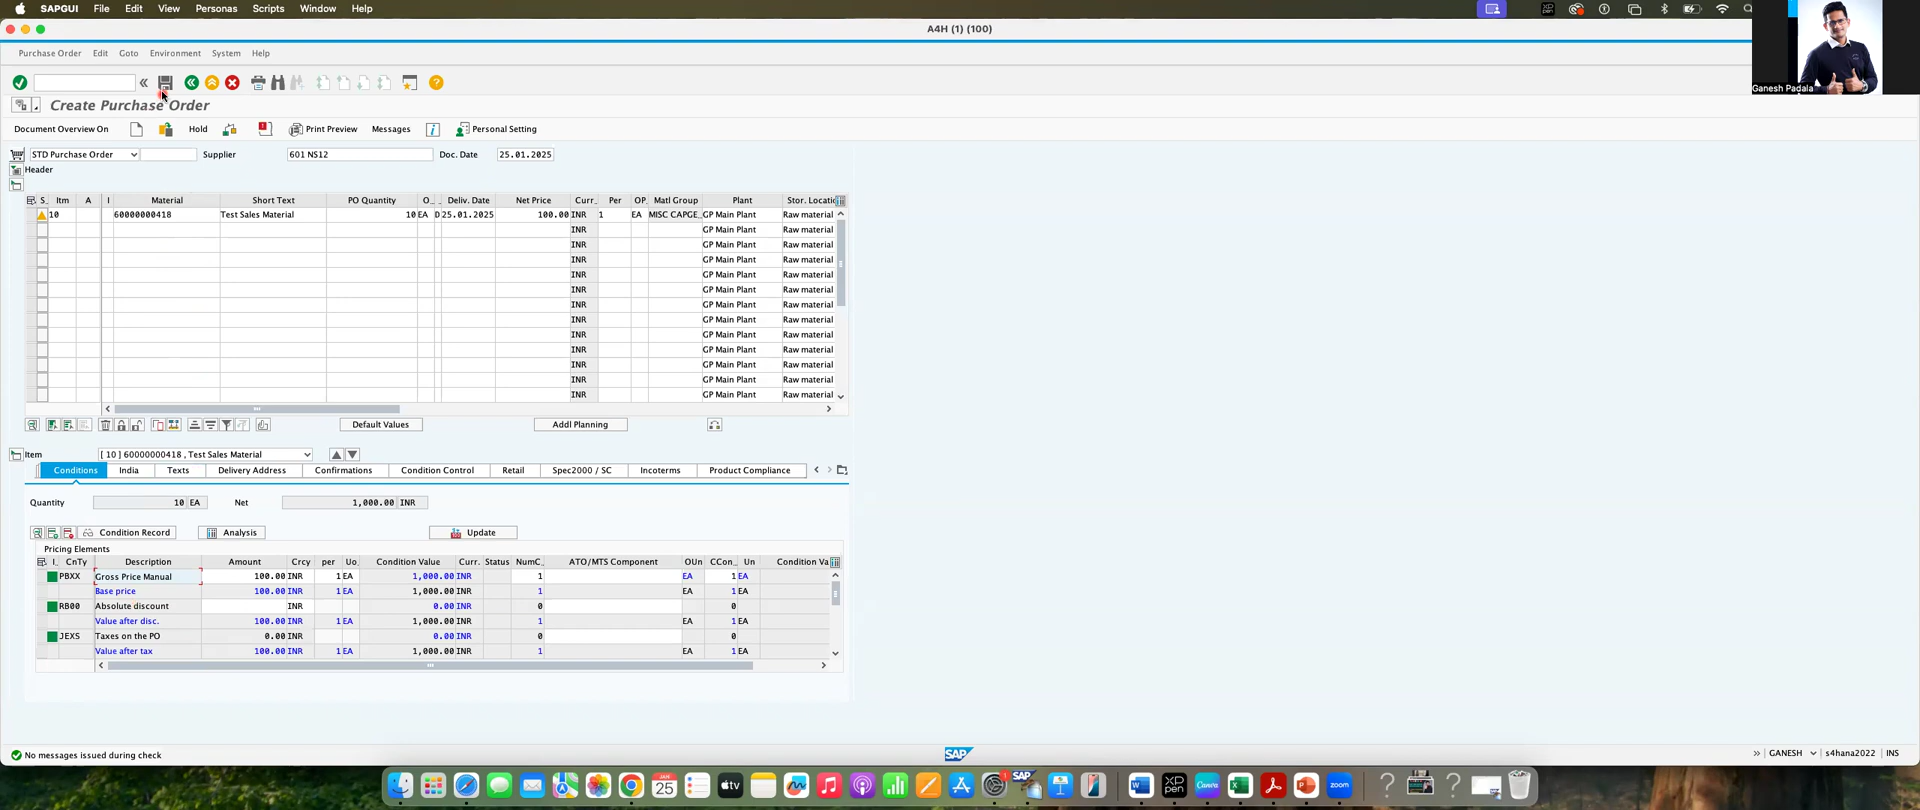 SAPGUI File Edit View Personas Scripts Window Help
A4H (1) (100)
Ganesh Padala
Purchase Order Edit Goto Environment System Help
Create Purchase Order
Document Overview On Hold Print Preview Messages Personal Setting
STD Purchase Order Supplier 601 NS12 Doc. Date 25.01.2025
Header
S. Itm A I Material Short Text PO Quantity O... D Deliv. Date Net Price Curr... Per OP... Matl Group Plant Stor. Locati
10 60000000418 Test Sales Material 10 EA D 25.01.2025 100.00 INR 1 EA MISC CAPGE... GP Main Plant Raw material
INR GP Main Plant Raw material
INR GP Main Plant Raw material
INR GP Main Plant Raw material
INR GP Main Plant Raw material
INR GP Main Plant Raw material
INR GP Main Plant Raw material
INR GP Main Plant Raw material
INR GP Main Plant Raw material
INR GP Main Plant Raw material
INR GP Main Plant Raw material
INR GP Main Plant Raw material
INR GP Main Plant Raw material
Default Values Addl Planning
Item [ 10 ] 60000000418 , Test Sales Material
Conditions India Texts Delivery Address Confirmations Condition Control Retail Spec2000 / SC Incoterms Product Compliance
Quantity 10 EA Net 1,000.00 INR
Condition Record Analysis Update
Pricing Elements
I.. CnTy Description Amount Crcy per Uo... Condition Value Curr. Status NumC... ATO/MTS Component OUn CCon... Un Condition Va
PBXX Gross Price Manual 100.00 INR 1 EA 1,000.00 INR 1 EA 1 EA
Base price 100.00 INR 1 EA 1,000.00 INR 1 EA 1 EA
RB00 Absolute discount INR 0.00 INR 0 0
Value after disc. 100.00 INR 1 EA 1,000.00 INR 1 EA 1 EA
JEXS Taxes on the PO 0.00 INR 0.00 INR 0 0
Value after tax 100.00 INR 1 EA 1,000.00 INR 1 EA 1 EA
No messages issued during check SAP GANESH s4hana2022 INS
JAN
25
tv
SAP
XP
PEN
Canva
zoom